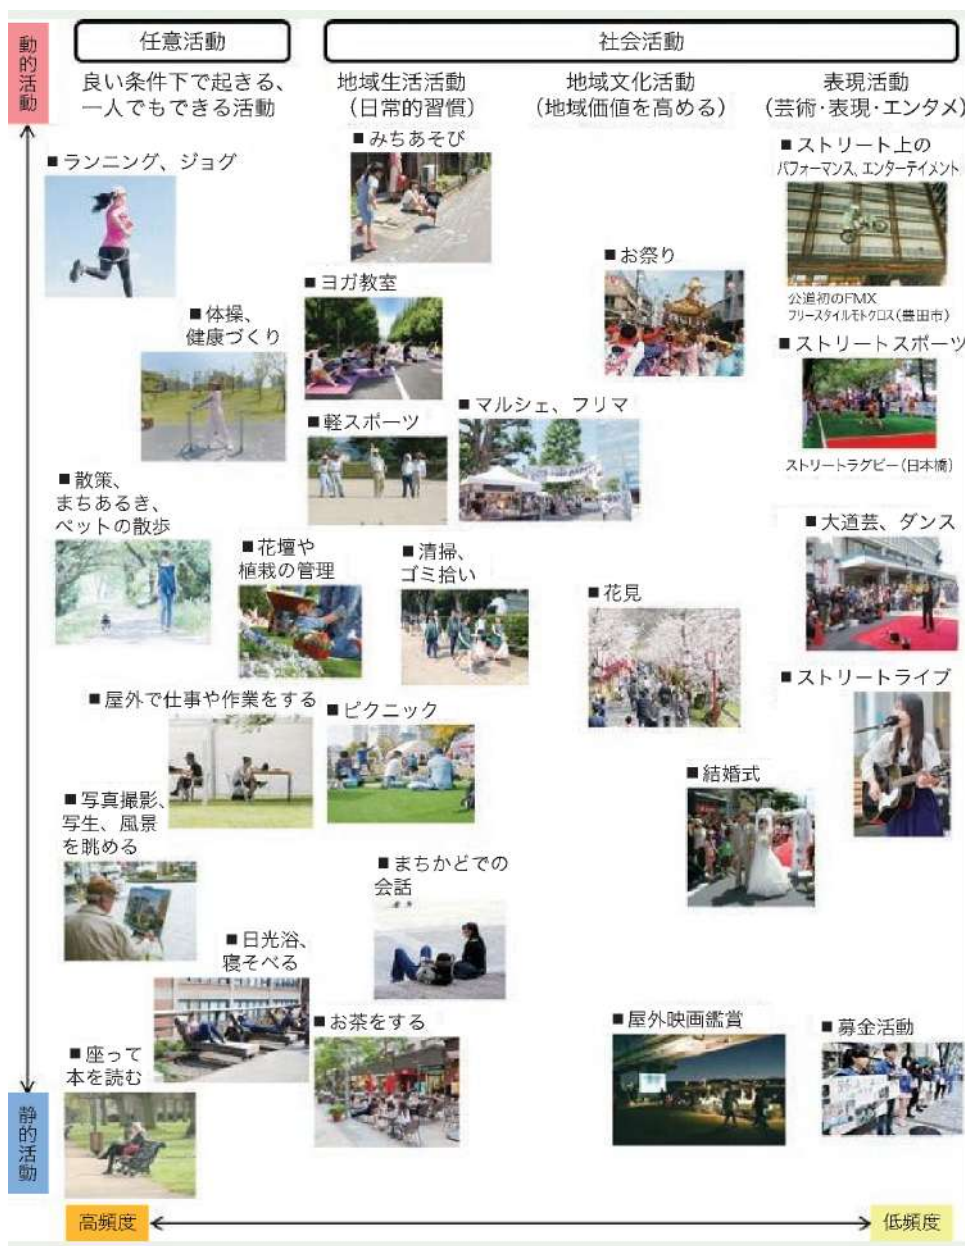 動的活動
任意活動
社会活動
良い条件下で起きる、
一人でもできる活動
地域生活活動
(日常的習慣)
地域文化活動
(地域価値を高める)
表現活動
(芸術・表現・エンタメ)
■ランニング、ジョグ
■みちあそび
■ストリート上の
パフォーマンス、エンターテイメント
公道初のFMX
フリースタイルモトクロス(豊田市)
■お祭り
■ヨガ教室
■体操、
健康づくり
■ストリートスポーツ
ストリートラグビー(日本橋)
■軽スポーツ
■マルシェ、フリマ
■散策、
まちあるき、
ペットの散歩
■花壇や
植栽の管理
■清掃、
ゴミ拾い
■花見
■大道芸、ダンス
■屋外で仕事や作業をする
■ピクニック
■ストリートライブ
■結婚式
■写真撮影、
写生、風景
を眺める
■まちかどでの
会話
■日光浴、
寝そべる
■お茶をする
■屋外映画鑑賞
■募金活動
■座って
本を読む
静的活動
高頻度
低頻度